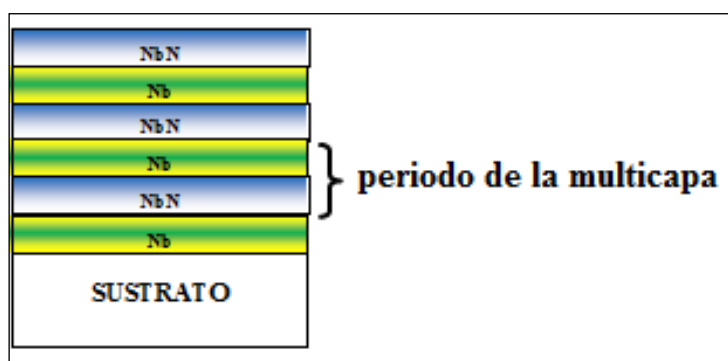 NbN
Nb
NbN
Nb
periodo de la multicapa
NbN
Nb
SUSTRATO